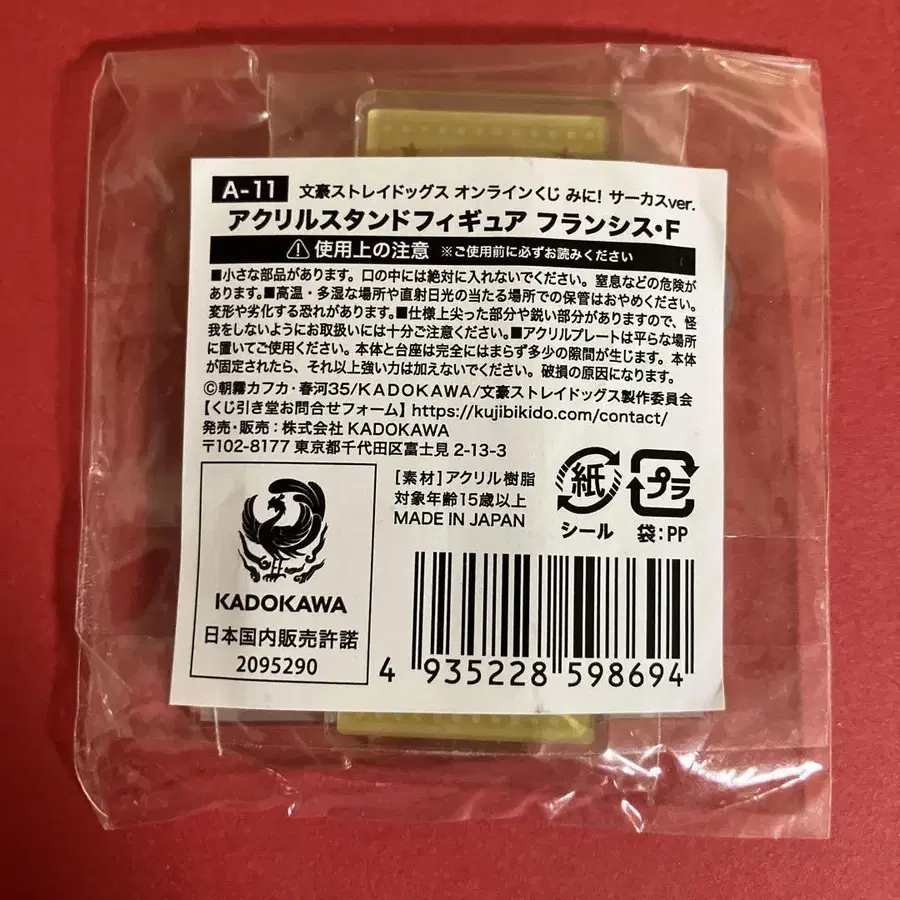 A-11 文豪ストレイドッグス オンラインくじ みに! サーカスver.
アクリルスタンドフィギュア フランシス・F
使用上の注意 ※ご使用前に必ずお読みください
■小さな部品があります。口の中には絶対に入れないでください。窒息などの危険が
あります。■高温・多湿な場所や直射日光の当たる場所での保管はおやめください。
変形や劣化する恐れがあります。■仕様上尖った部分や鋭い部分がありますので、怪
我をしないようにお取扱いには十分ご注意ください。■アクリルプレートは平らな場所
に置いてご使用ください。本体と台座は完全にはまらず多少の隙間が生じます。本体
が固定されたら、それ以上強い力は加えないでください。破損の原因になります。
©朝霧カフカ・春河35/KADOKAWA/文豪ストレイドッグス製作委員会
【くじ引き堂お問合せフォーム】https://kujibikido.com/contact/
発売・販売：株式会社 KADOKAWA
〒102-8177 東京都千代田区富士見 2-13-3
KADOKAWA
日本国内販売許諾
2095290
[素材]アクリル樹脂
対象年齢15歳以上
MADE IN JAPAN
紙
シール
プラ
袋：PP
4 935228 598694